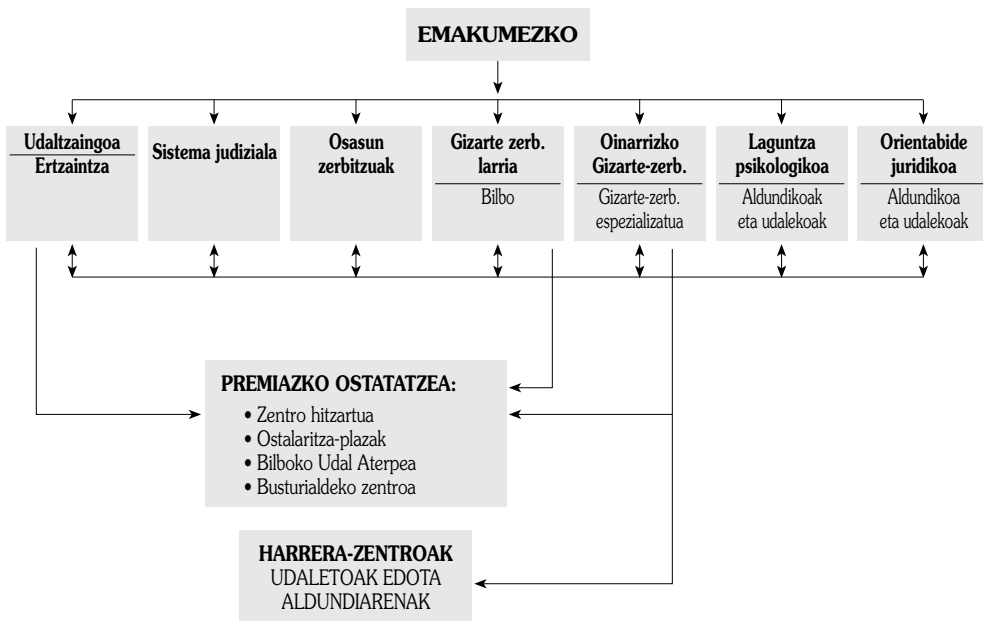 EMAKUMEZKO
Udaltzaingoa
Ertzaintza
Sistema judiziala
Osasun
zerbitzuak
Gizarte zerb.
larria
Bilbo
Oinarrizko
Gizarte-zerb.
Gizarte-zerb.
espezializatua
Laguntza
psikologikoa
Aldundikoak
eta udalekoak
Orientabide
juridikoa
Aldundikoa
eta udalekoak
PREMIAZKO OSTATATZEA:
• Zentro hitzartua
• Ostalaritza-plazak
• Bilboko Udal Aterpea
• Busturialdeko zentroa
HARRERA-ZENTROAK
UDALETOAK EDOTA
ALDUNDIARENAK